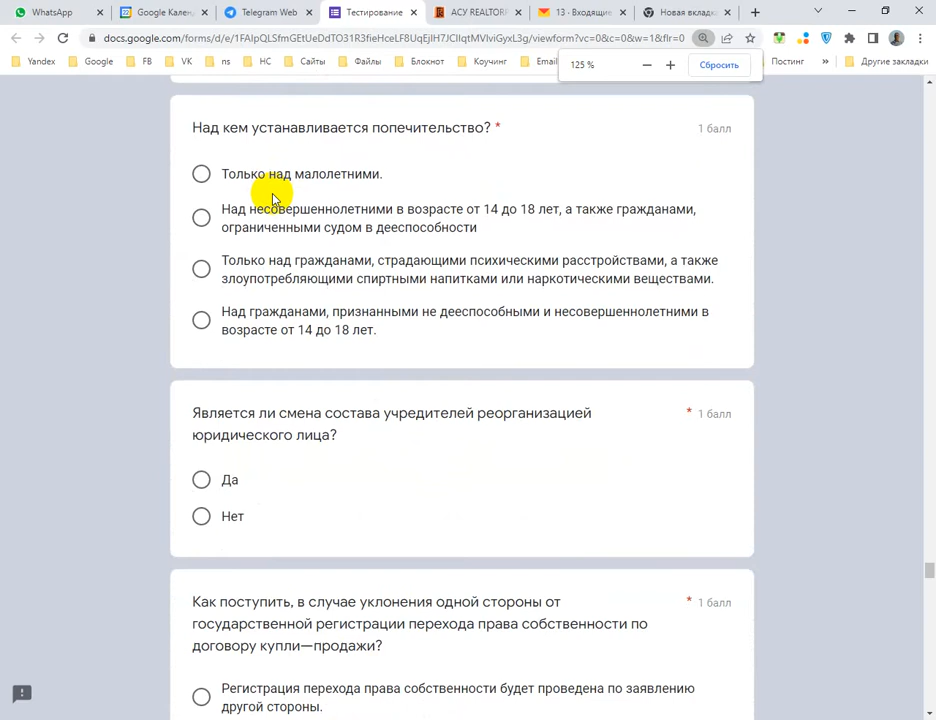 WhatsApp
Google Кален
Telegram Web
Тестирование
АСУ REALTOR
13 - Входящие
Новая вкладк
docs.google.com/forms/d/e/1FAIpQLSfmGEtUeDdTO31R3fieHceLF8UqEjIH7JClIqtMVIviGyxL3g/viewform?vc=0&c=0&w=1&flr=0
Yandex
Google
FB
VK
ns
НС
Сайты
Файлы
Блокнот
Коучинг
Email
Постинг
»
Другие закладки
125 %
Сбросить
Над кем устанавливается попечительство? *
1 балл
Только над малолетними.
Над несовершеннолетними в возрасте от 14 до 18 лет, а также гражданами,
ограниченными судом в дееспособности
Только над гражданами, страдающими психическими расстройствами, а также
злоупотребляющими спиртными напитками или наркотическими веществами.
Над гражданами, признанными не дееспособными и несовершеннолетними в
возрасте от 14 до 18 лет.
Является ли смена состава учредителей реорганизацией
* 1 балл
юридического лица?
Да
Нет
Как поступить, в случае уклонения одной стороны от
* 1 балл
государственной регистрации перехода права собственности по
договору купли—продажи?
Регистрация перехода права собственности будет проведена по заявлению
другой стороны.